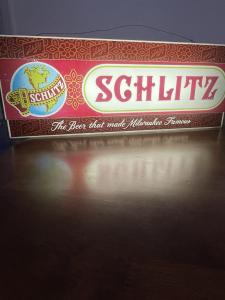 SCHLITZ
SCHLITZ
The Beer that made Milwaukee Famous